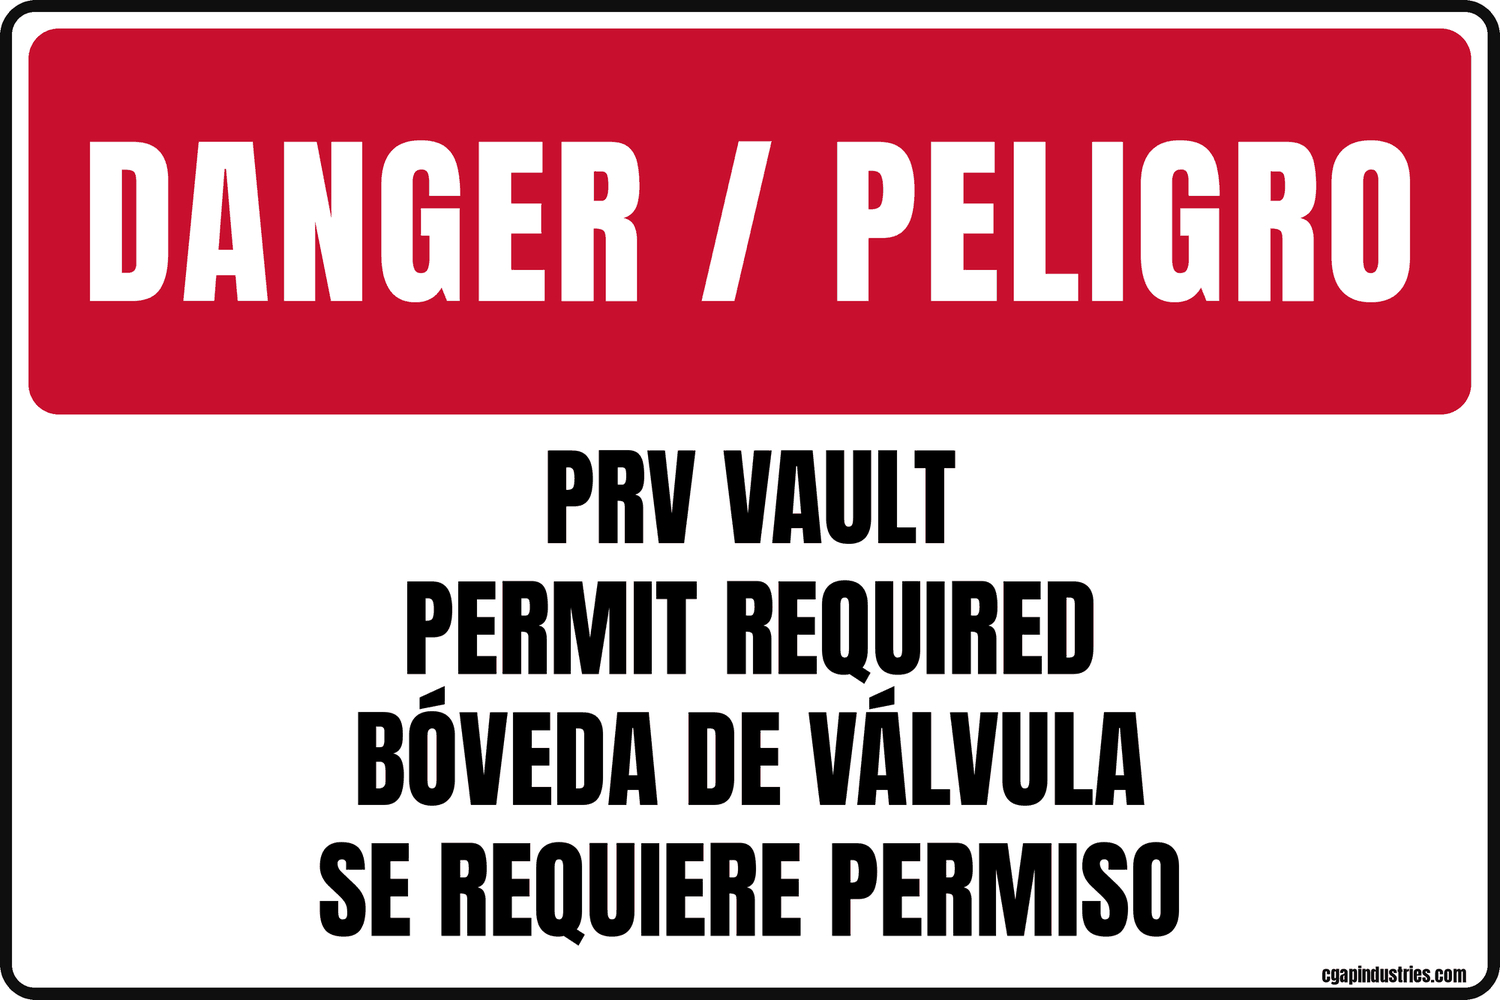 DANGER / PELIGRO
PRV VAULT
PERMIT REQUIRED
BÓVEDA DE VÁLVULA
SE REQUIERE PERMISO
cgapindustries.com